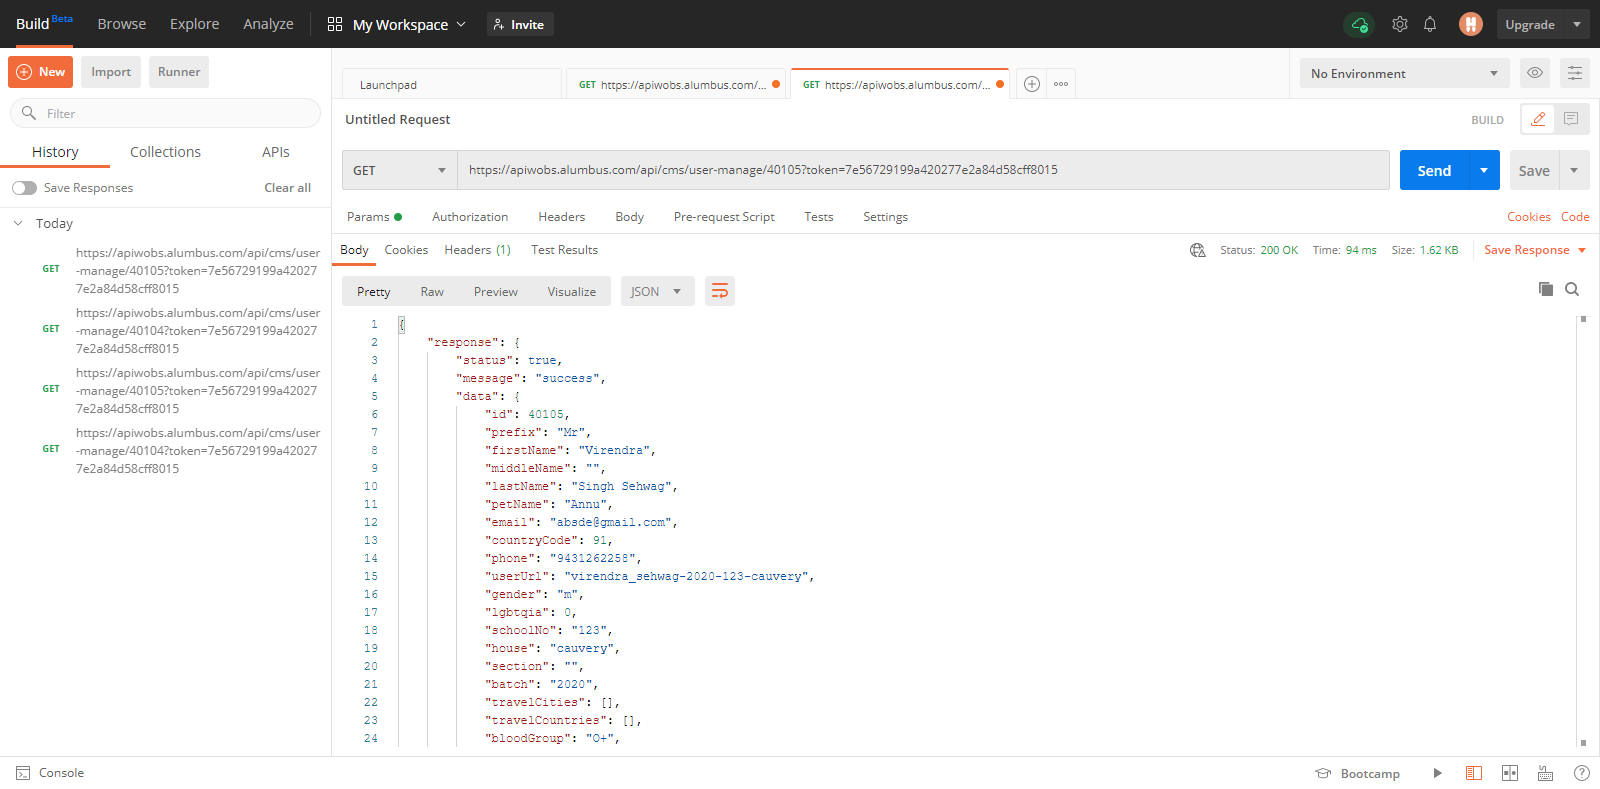 Build Beta Browse Explore Analyze My Workspace Invite Upgrade
New Import Runner
Launchpad GET https://apiwobs.alumbus.com/... GET https://apiwobs.alumbus.com/... No Environment
Filter
Untitled Request BUILD
History Collections APIs
GET https://apiwobs.alumbus.com/api/cms/user-manage/40105?token=7e56729199a420277e2a84d58cff8015 Send Save
Save Responses Clear all
Params Authorization Headers Body Pre-request Script Tests Settings Cookies Code
Today
Body Cookies Headers (1) Test Results Status: 200 OK Time: 94 ms Size: 1.62 KB Save Response
https://apiwobs.alumbus.com/api/cms/user
GET -manage/40105?token=7e56729199a42027
7e2a84d58cff8015
https://apiwobs.alumbus.com/api/cms/user
GET -manage/40104?token=7e56729199a42027
7e2a84d58cff8015
https://apiwobs.alumbus.com/api/cms/user
GET -manage/40105?token=7e56729199a42027
7e2a84d58cff8015
https://apiwobs.alumbus.com/api/cms/user
GET -manage/40104?token=7e56729199a42027
7e2a84d58cff8015
Pretty Raw Preview Visualize JSON
1 {
2 "response": {
3 "status": true,
4 "message": "success",
5 "data": {
6 "id": 40105,
7 "prefix": "Mr",
8 "firstName": "Virendra",
9 "middleName": "",
10 "lastName": "Singh Sehwag",
11 "petName": "Annu",
12 "email": "absde@gmail.com",
13 "countryCode": 91,
14 "phone": "9431262258",
15 "userUrl": "virendra_sehwag-2020-123-cauvery",
16 "gender": "m",
17 "lgbtqia": 0,
18 "schoolNo": "123",
19 "house": "cauvery",
20 "section": "",
21 "batch": "2020",
22 "travelCities": [],
23 "travelCountries": [],
24 "bloodGroup": "O+",
Console Bootcamp